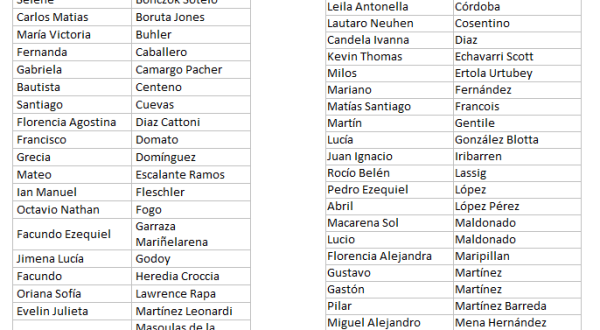 Selene Bonczok Sotelo
Carlos Matias Boruta Jones
María Victoria Buhler
Fernanda Caballero
Gabriela Camargo Pacher
Bautista Centeno
Santiago Cuevas
Florencia Agostina Diaz Cattoni
Francisco Domato
Grecia Domínguez
Mateo Escalante Ramos
Ian Manuel Fleschler
Octavio Nathan Fogo
Facundo Ezequiel Garraza
Mariñelarena
Jimena Lucía Godoy
Facundo Heredia Croccia
Oriana Sofía Lawrence Rapa
Evelin Julieta Martínez Leonardi
Masoulas de la
Leila Antonella Córdoba
Lautaro Neuhen Cosentino
Candela Ivanna Diaz
Kevin Thomas Echavarri Scott
Milos Ertola Urtubey
Mariano Fernández
Matías Santiago Francois
Martín Gentile
Lucía González Blotta
Juan Ignacio Iribarren
Rocío Belén Lassig
Pedro Ezequiel López
Abril López Pérez
Macarena Sol Maldonado
Lucio Maldonado
Florencia Alejandra Maripillan
Gustavo Martínez
Gastón Martínez
Pilar Martínez Barreda
Miguel Alejandro Mena Hernández